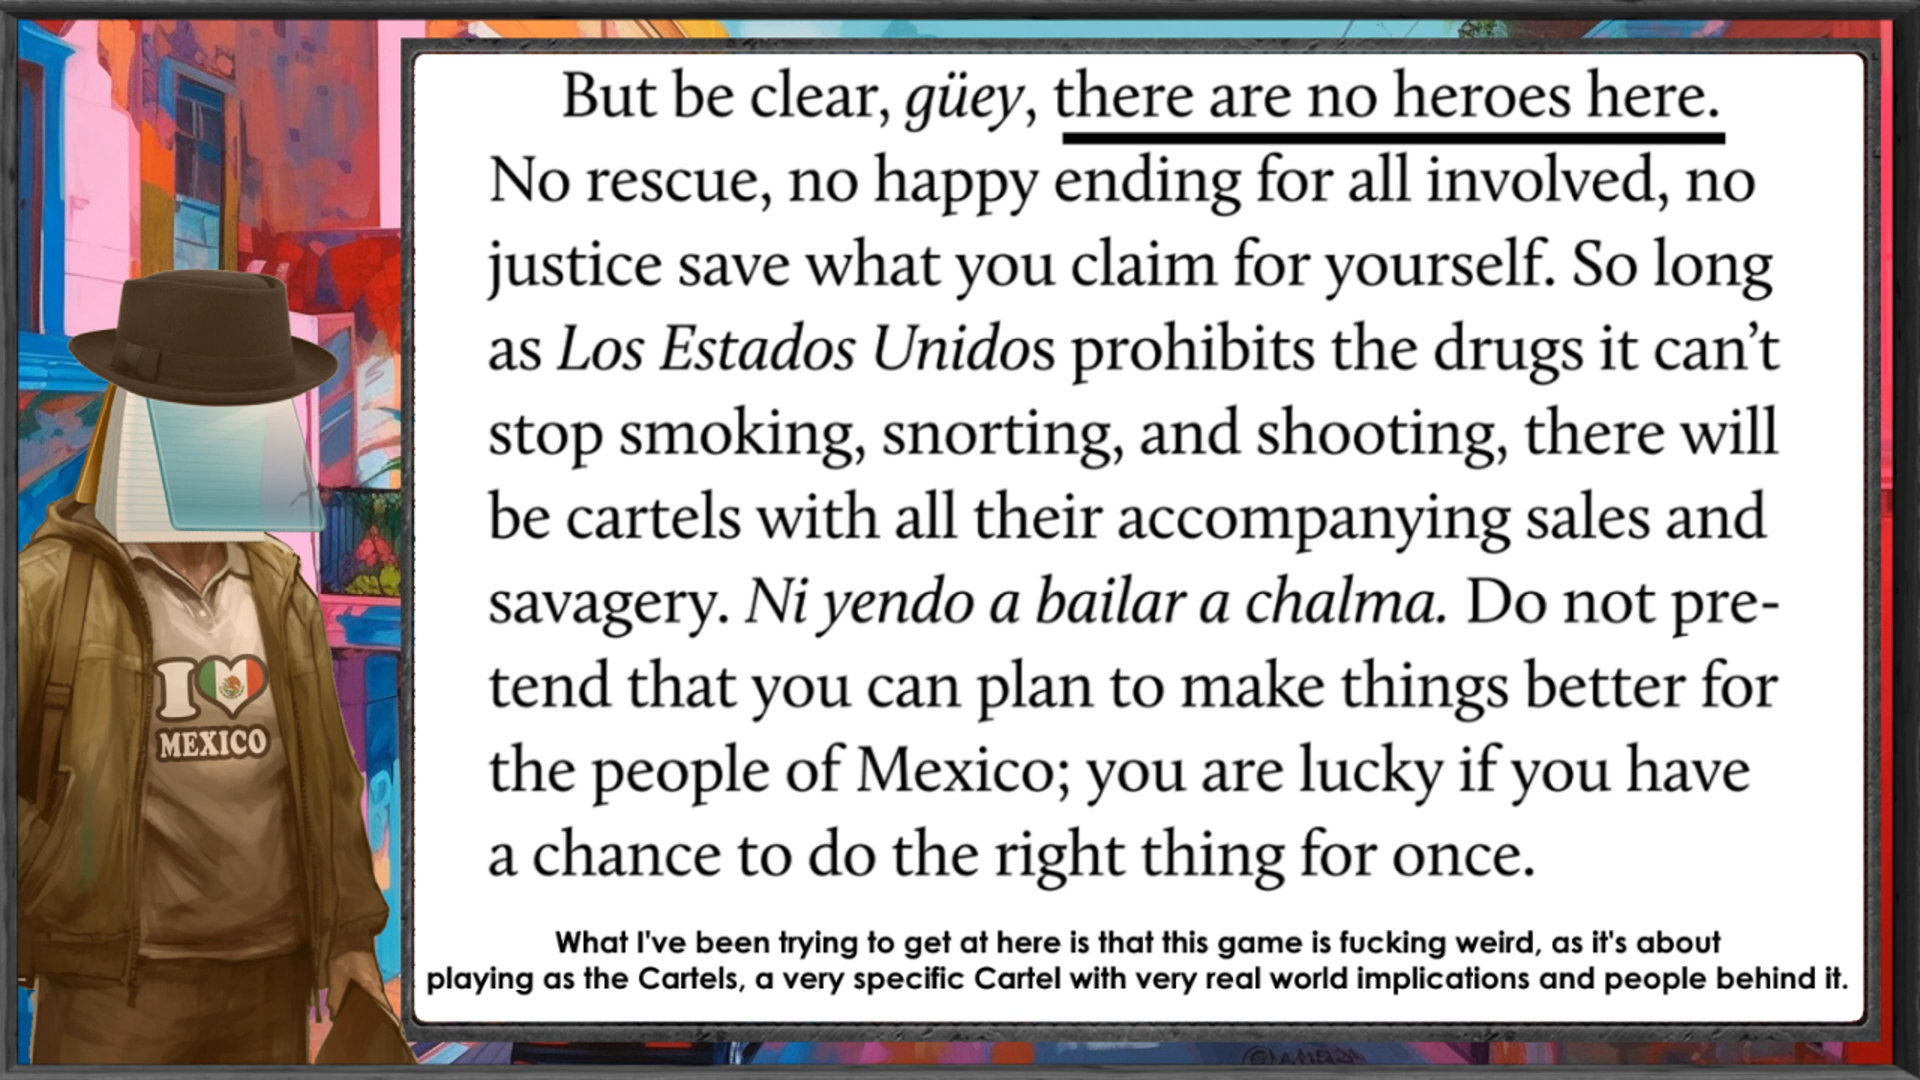 But be clear, güey, there are no heroes here.
No rescue, no happy ending for all involved, no
justice save what you claim for yourself. So long
as Los Estados Unidos prohibits the drugs it can’t
stop smoking, snorting, and shooting, there will
be cartels with all their accompanying sales and
savagery. Ni yendo a bailar a chalma. Do not pre-
tend that you can plan to make things better for
the people of Mexico; you are lucky if you have
a chance to do the right thing for once.
What I've been trying to get at here is that this game is fucking weird, as it's about
playing as the Cartels, a very specific Cartel with very real world implications and people behind it.
I
MEXICO